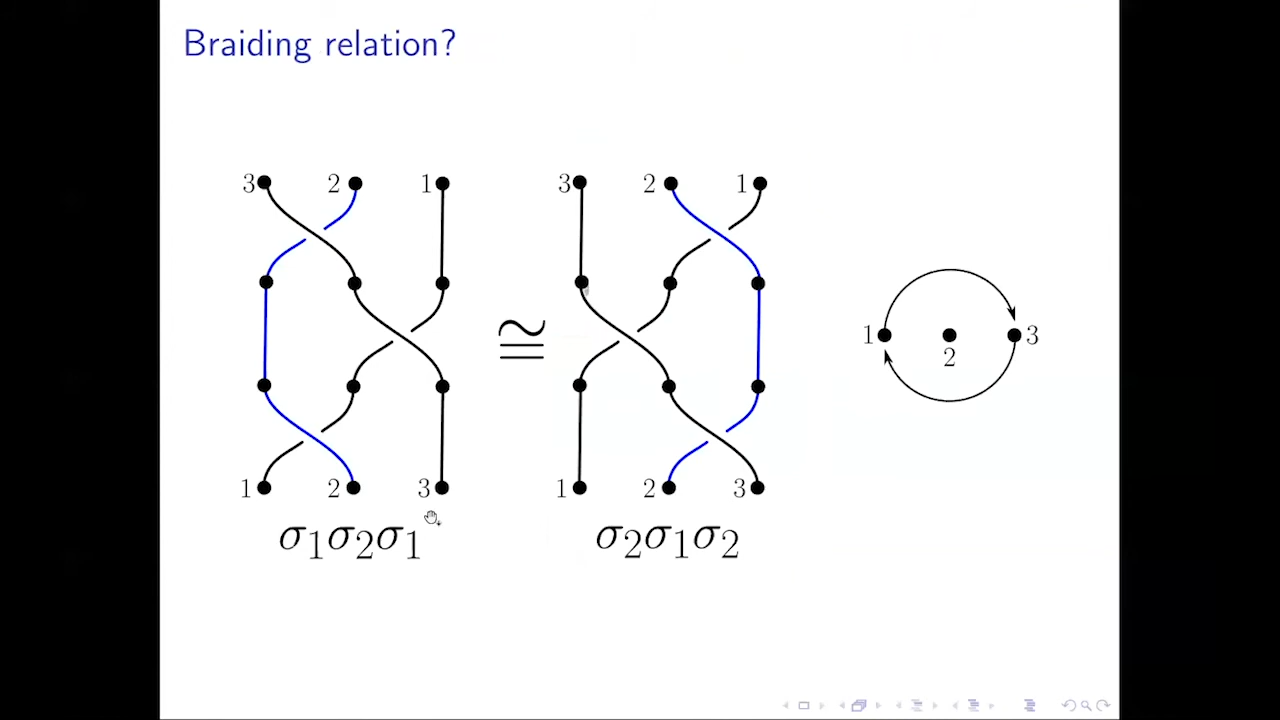 Braiding relation?
3 2 1 3 2 1
≅
1 3
2
1 2 3 1 2 3
σ₁σ₂σ₁ σ₂σ₁σ₂